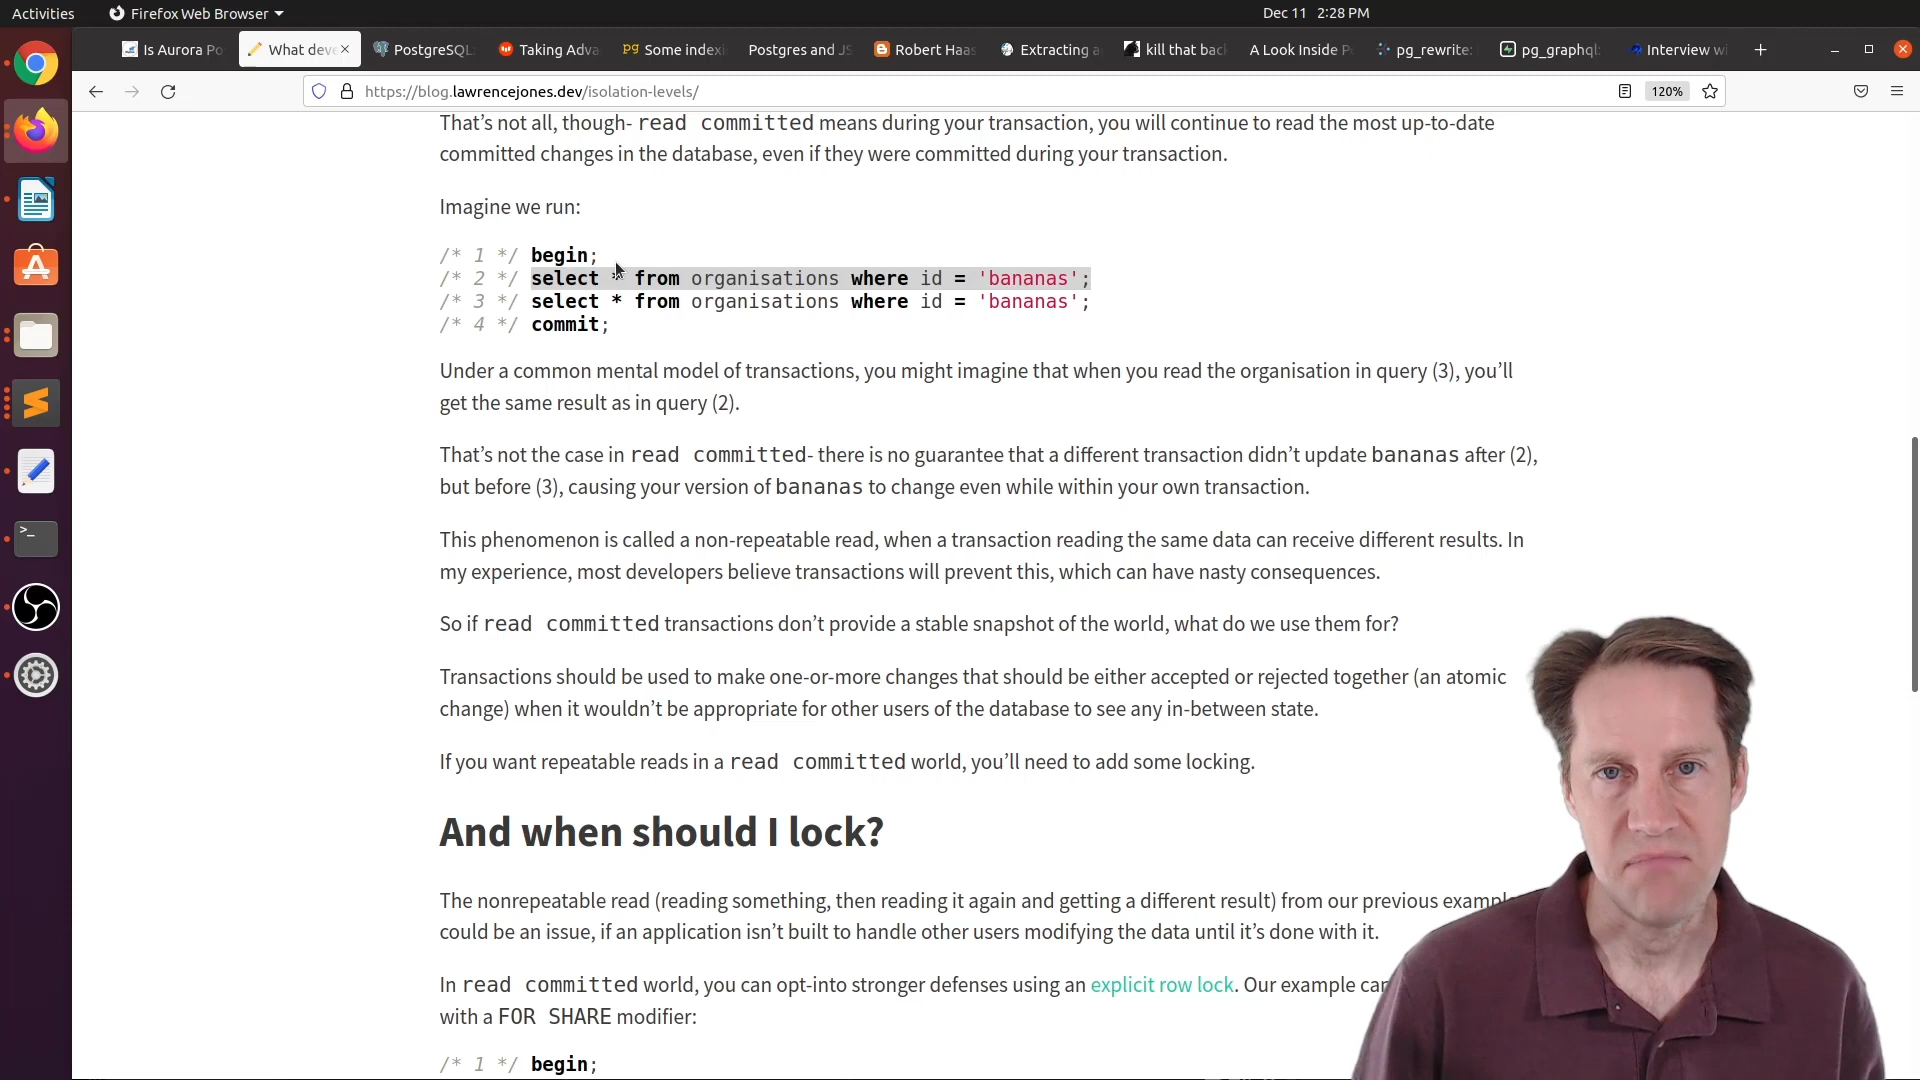 Activities
Firefox Web Browser
Dec 11 2:28 PM
Is Aurora Po
What deve
PostgreSQL:
Taking Adva
Some indexi
Postgres and JS
Robert Haas
Extracting a
kill that back
A Look Inside P
pg_rewrite:
pg_graphql:
Interview wi
https://blog.lawrencejones.dev/isolation-levels/
120%
That's not all, though- read committed means during your transaction, you will continue to read the most up-to-date
committed changes in the database, even if they were committed during your transaction.
Imagine we run:
/* 1 */ begin;
/* 2 */ select * from organisations where id = 'bananas';
/* 3 */ select * from organisations where id = 'bananas';
/* 4 */ commit;
Under a common mental model of transactions, you might imagine that when you read the organisation in query (3), you'll
get the same result as in query (2).
That's not the case in read committed- there is no guarantee that a different transaction didn't update bananas after (2),
but before (3), causing your version of bananas to change even while within your own transaction.
This phenomenon is called a non-repeatable read, when a transaction reading the same data can receive different results. In
my experience, most developers believe transactions will prevent this, which can have nasty consequences.
So if read committed transactions don't provide a stable snapshot of the world, what do we use them for?
Transactions should be used to make one-or-more changes that should be either accepted or rejected together (an atomic
change) when it wouldn't be appropriate for other users of the database to see any in-between state.
If you want repeatable reads in a read committed world, you'll need to add some locking.
And when should I lock?
The nonrepeatable read (reading something, then reading it again and getting a different result) from our previous exampl
could be an issue, if an application isn't built to handle other users modifying the data until it's done with it.
In read committed world, you can opt-into stronger defenses using an explicit row lock. Our example can
with a FOR SHARE modifier:
/* 1 */ begin;